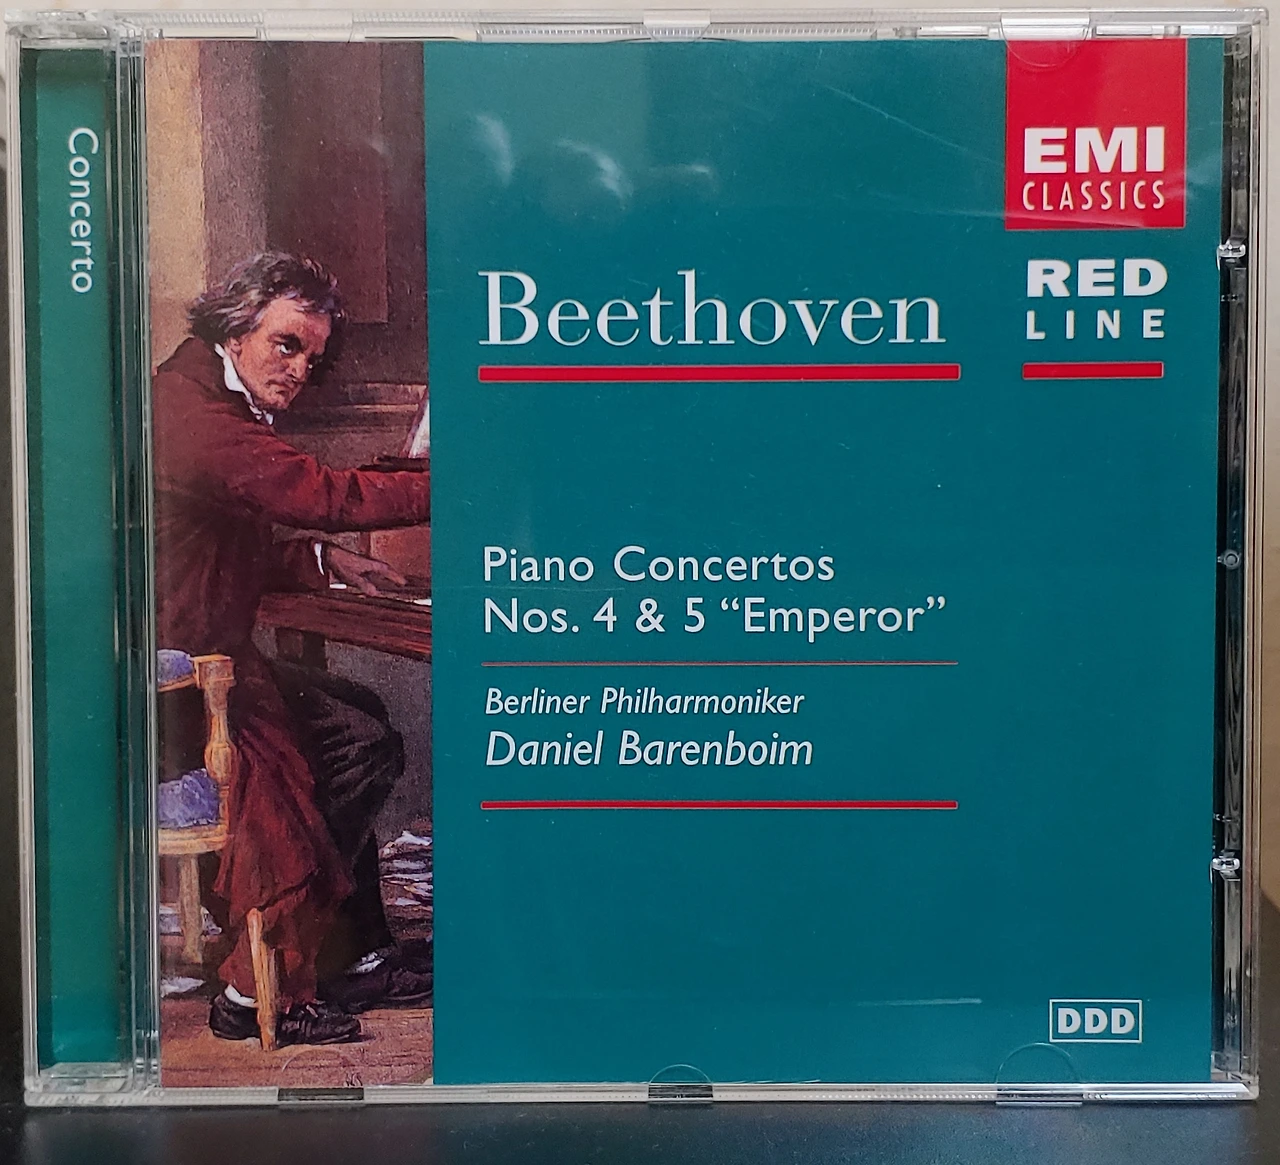 Concerto
EMI
CLASSICS
RED
LINE
Beethoven
Piano Concertos
Nos. 4 & 5 “Emperor”
Berliner Philharmoniker
Daniel Barenboim
DDD